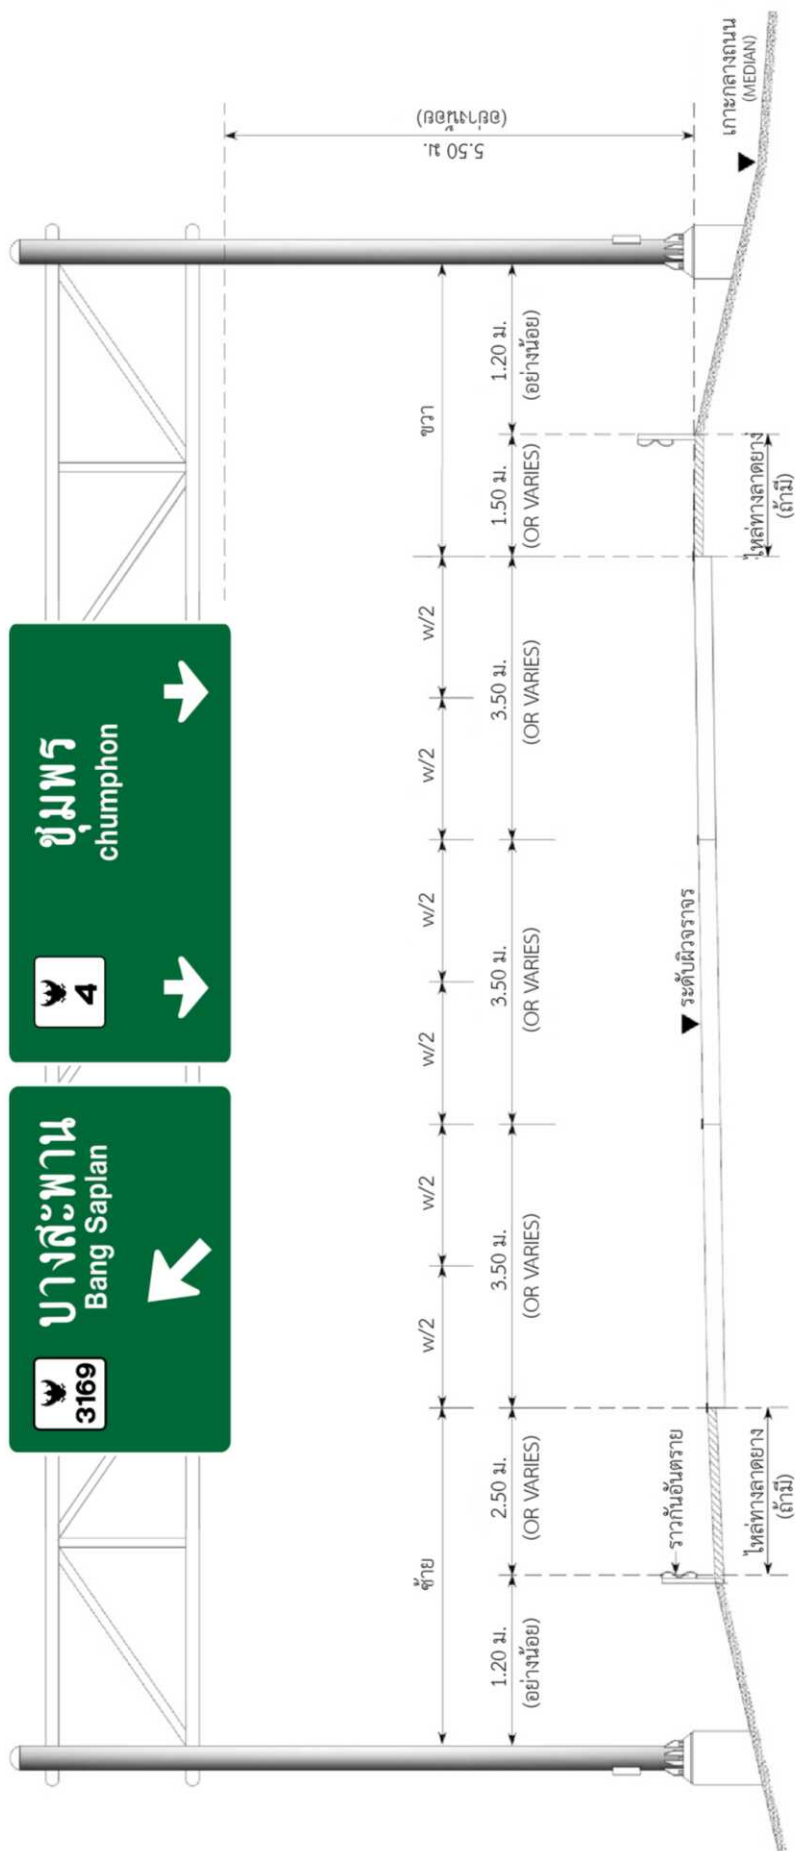 3169
บางสะพาน
Bang Saplan
4
ชุมพร
chumphon
5.50 ม.
(อย่างน้อย)
ซ้าย
w/2
w/2
w/2
w/2
w/2
w/2
ขวา
1.20 ม.
(อย่างน้อย)
2.50 ม.
(OR VARIES)
3.50 ม.
(OR VARIES)
3.50 ม.
(OR VARIES)
3.50 ม.
(OR VARIES)
1.50 ม.
(OR VARIES)
1.20 ม.
(อย่างน้อย)
ราวกันอันตราย
ระดับผิวจราจร
เกาะกลางถนน
(MEDIAN)
ไหล่ทางลาดยาง
(ถ้ามี)
ไหล่ทางลาดยาง
(ถ้ามี)